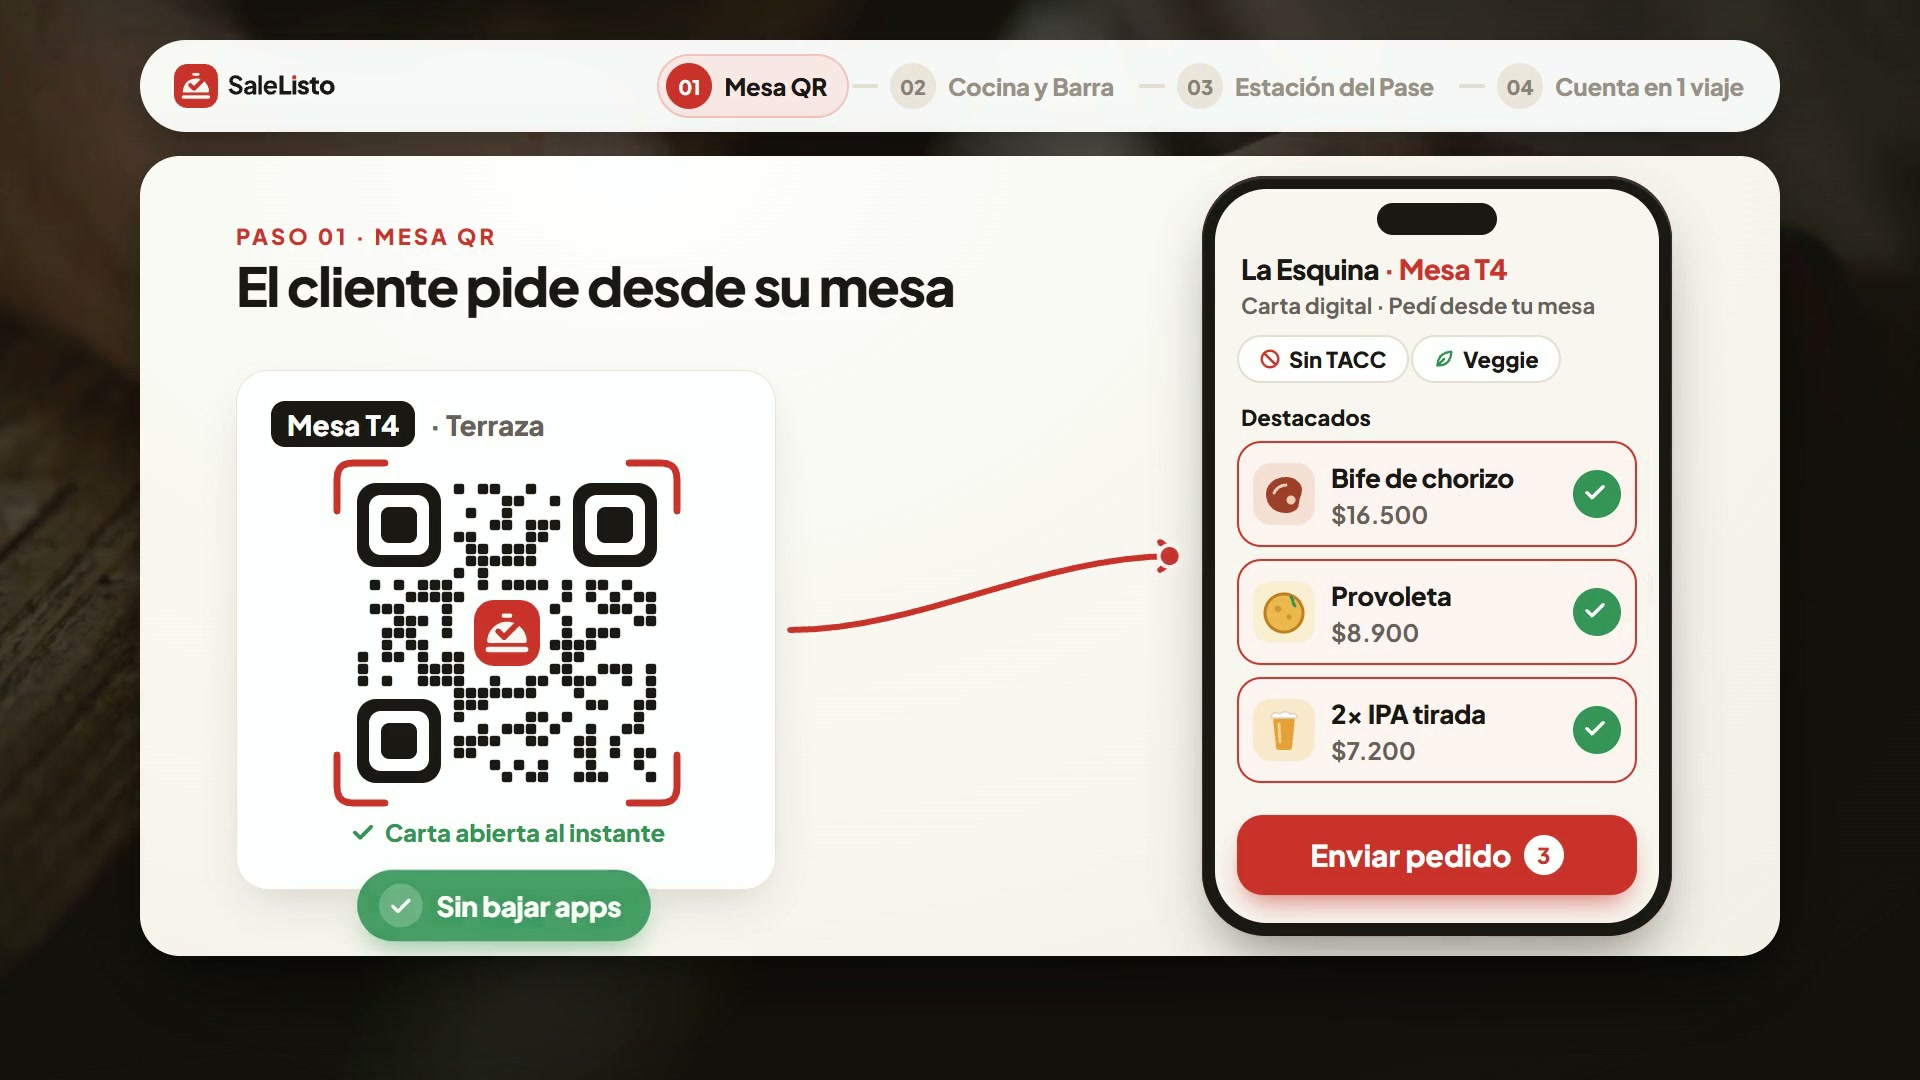 SaleListo
01 Mesa QR
02 Cocina y Barra
03 Estación del Pase
04 Cuenta en 1 viaje
PASO 01 · MESA QR
El cliente pide desde su mesa
Mesa T4 · Terraza
Carta abierta al instante
Sin bajar apps
La Esquina · Mesa T4
Carta digital · Pedí desde tu mesa
Sin TACC
Veggie
Destacados
Bife de chorizo
$16.500
Provoleta
$8.900
2× IPA tirada
$7.200
Enviar pedido 3